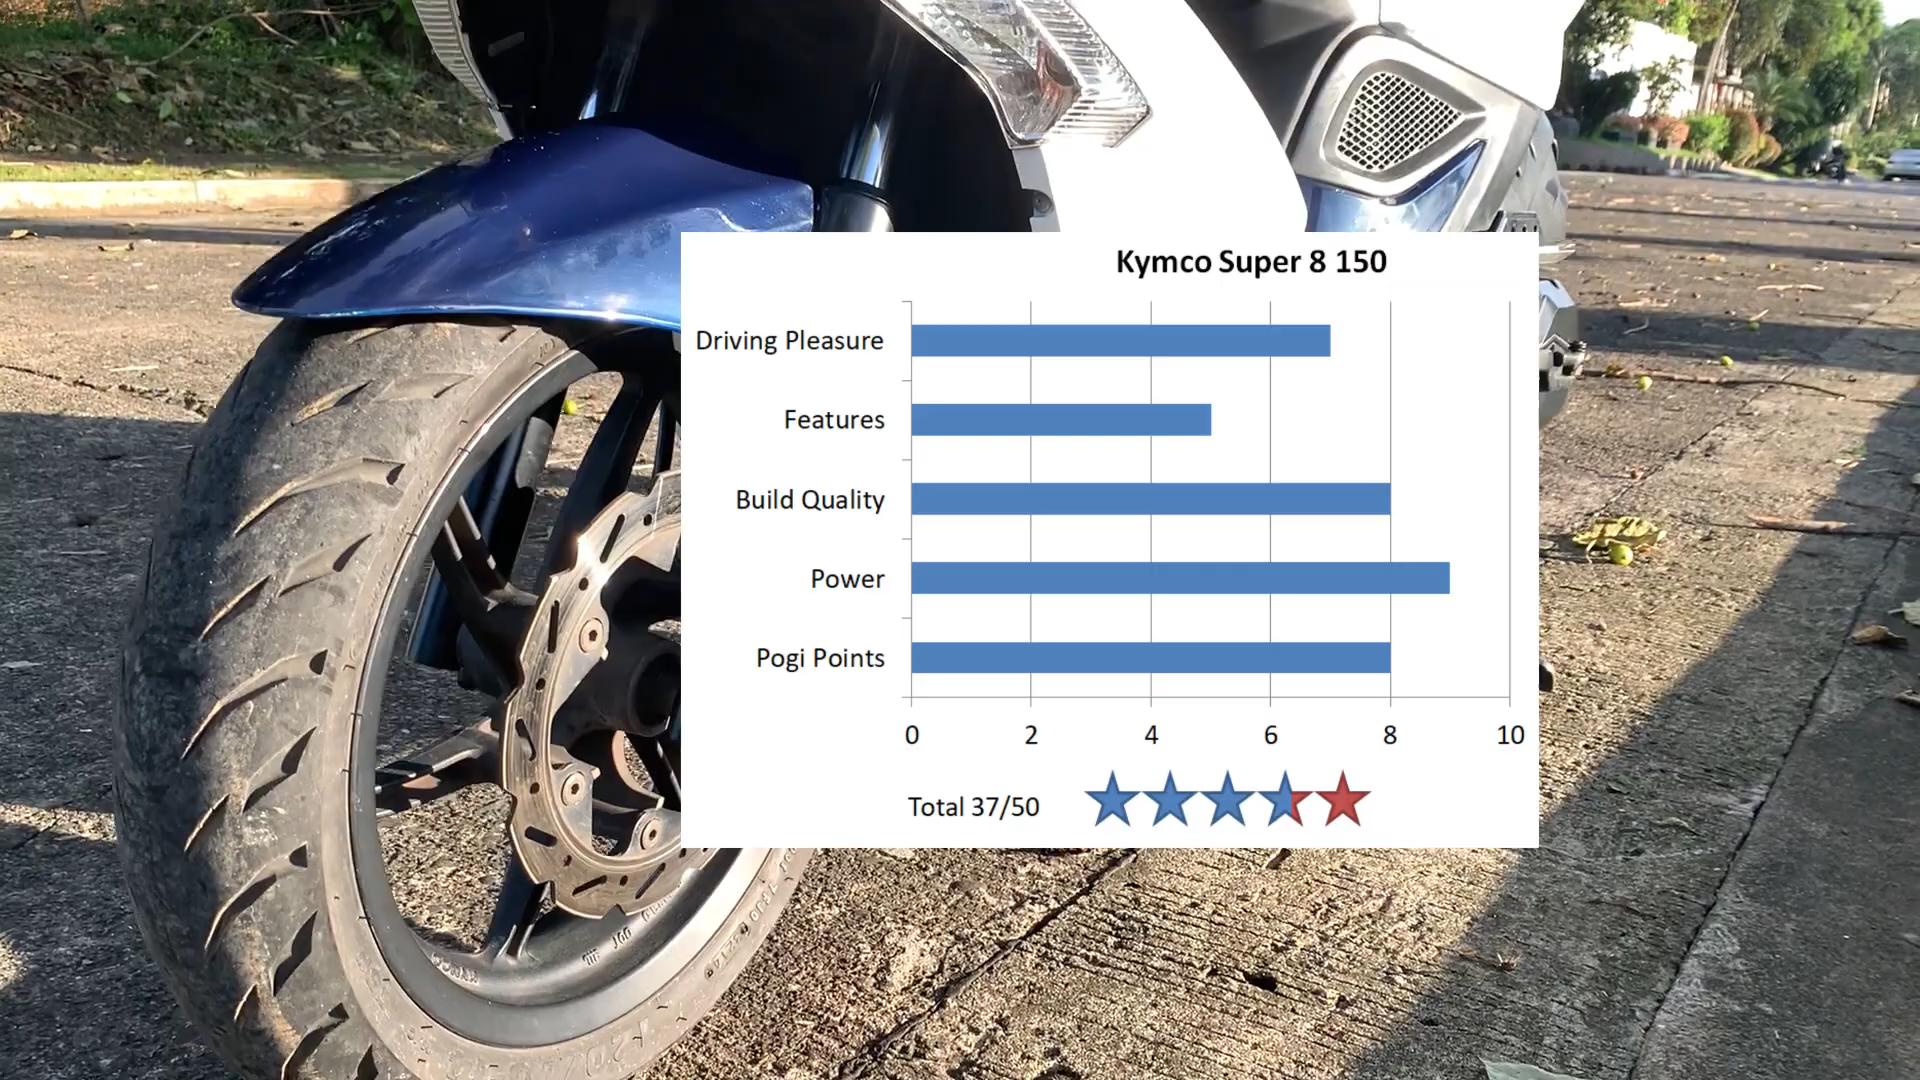 Kymco Super 8 150
Driving Pleasure
Features
Build Quality
Power
Pogi Points
0 2 4 6 8 10
Total 37/50